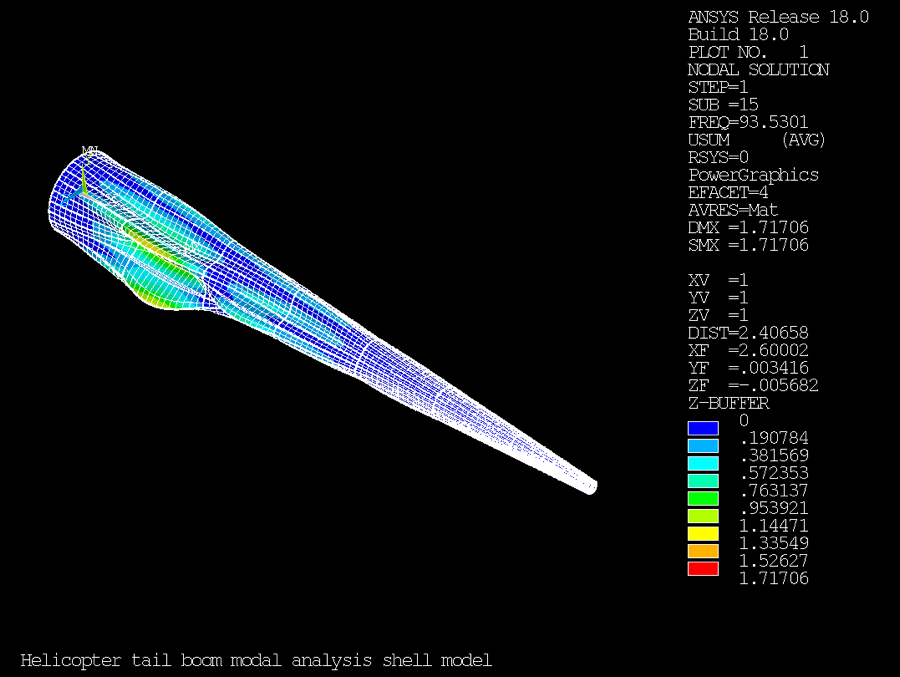 ANSYS Release 18.0
Build 18.0
PLOT NO.   1
NODAL SOLUTION
STEP=1
SUB =15
FREQ=93.5301
USUM     (AVG)
RSYS=0
PowerGraphics
EFACET=4
AVRES=Mat
DMX =1.71706
SMX =1.71706
XV  =1
YV  =1
ZV  =1
DIST=2.40658
XF  =2.60002
YF  =.003416
ZF  =-.005682
Z-BUFFER
0
.190784
.381569
.572353
.763137
.953921
1.14471
1.33549
1.52627
1.71706
Helicopter tail boom modal analysis shell model